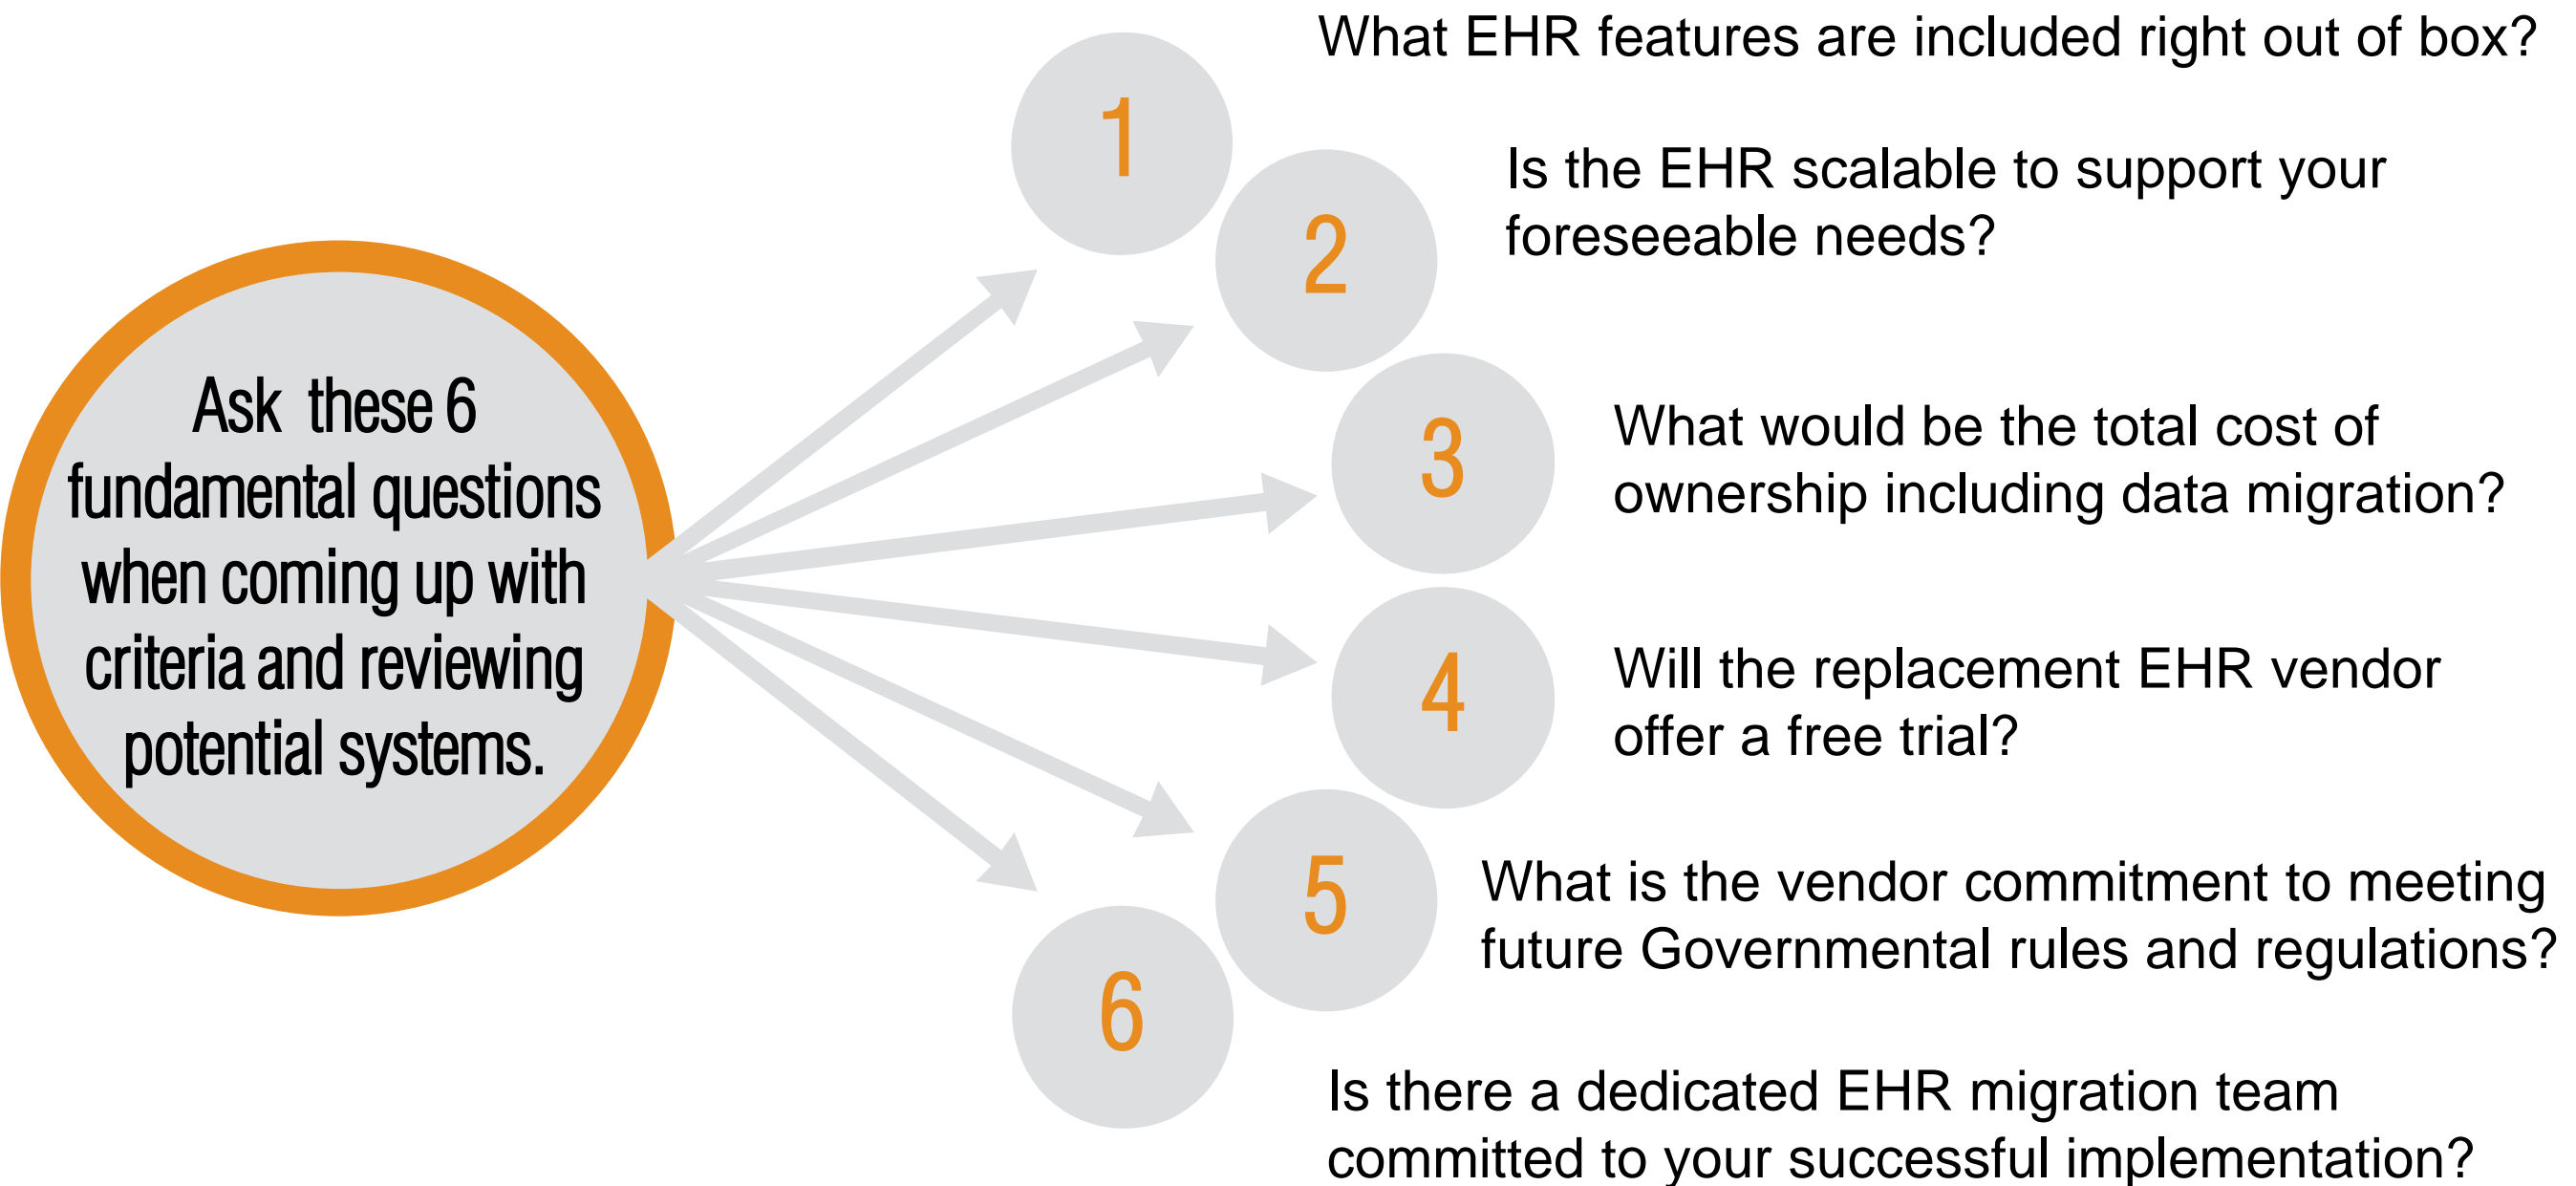 Ask these 6
fundamental questions
when coming up with
criteria and reviewing
potential systems.
1
What EHR features are included right out of box?
2
Is the EHR scalable to support your
foreseeable needs?
3
What would be the total cost of
ownership including data migration?
4
Will the replacement EHR vendor
offer a free trial?
5
What is the vendor commitment to meeting
future Governmental rules and regulations?
6
Is there a dedicated EHR migration team
committed to your successful implementation?